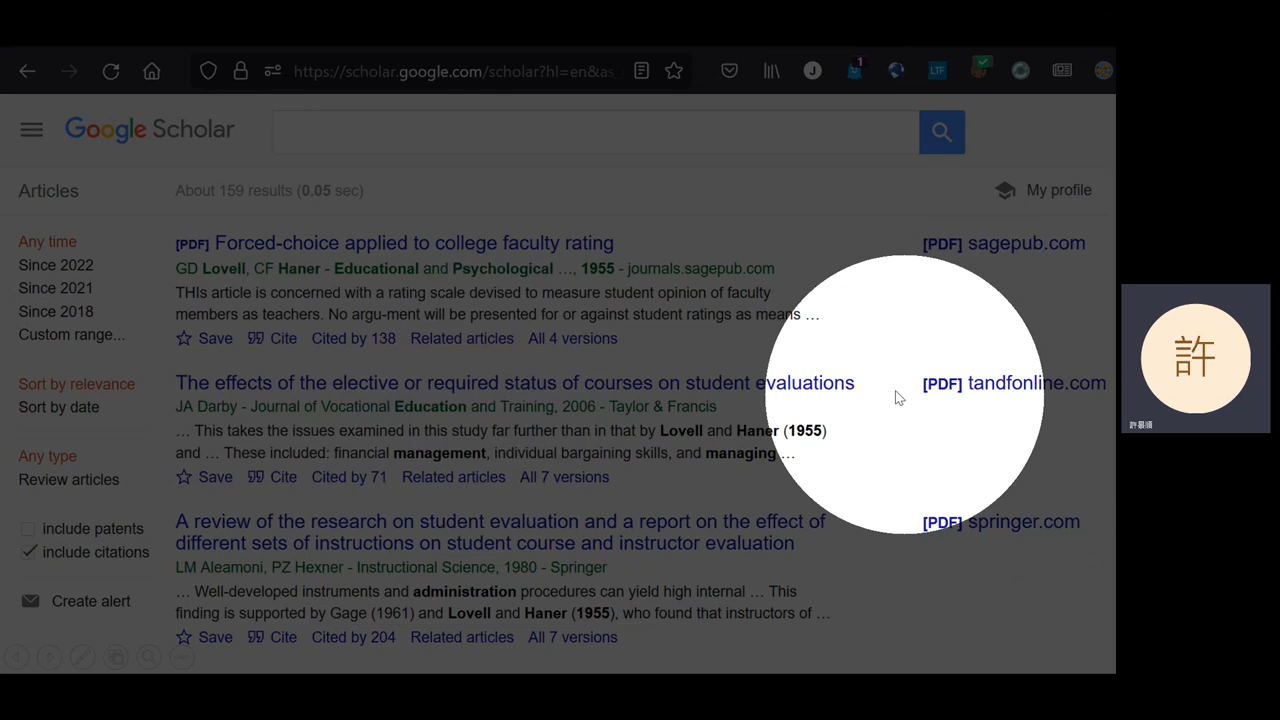 https://scholar.google.com/scholar?hl=en&as
J
1
LTF
Google Scholar
Articles
About 159 results (0.05 sec)
My profile
Any time
Since 2022
Since 2021
Since 2018
Custom range...
Sort by relevance
Sort by date
Any type
Review articles
include patents
include citations
Create alert
[PDF] Forced-choice applied to college faculty rating
[PDF] sagepub.com
GD Lovell, CF Haner - Educational and Psychological …, 1955 - journals.sagepub.com
THIs article is concerned with a rating scale devised to measure student opinion of faculty
members as teachers. No argu-ment will be presented for or against student ratings as means …
Save Cite Cited by 138 Related articles All 4 versions
The effects of the elective or required status of courses on student evaluations
[PDF] tandfonline.com
JA Darby - Journal of Vocational Education and Training, 2006 - Taylor & Francis
… This takes the issues examined in this study far further than in that by Lovell and Haner (1955)
and … These included: financial management, individual bargaining skills, and managing …
Save Cite Cited by 71 Related articles All 7 versions
A review of the research on student evaluation and a report on the effect of
different sets of instructions on student course and instructor evaluation
[PDF] springer.com
LM Aleamoni, PZ Hexner - Instructional Science, 1980 - Springer
… Well-developed instruments and administration procedures can yield high internal … This
finding is supported by Gage (1961) and Lovell and Haner (1955), who found that instructors of …
Save Cite Cited by 204 Related articles All 7 versions
許
許景順